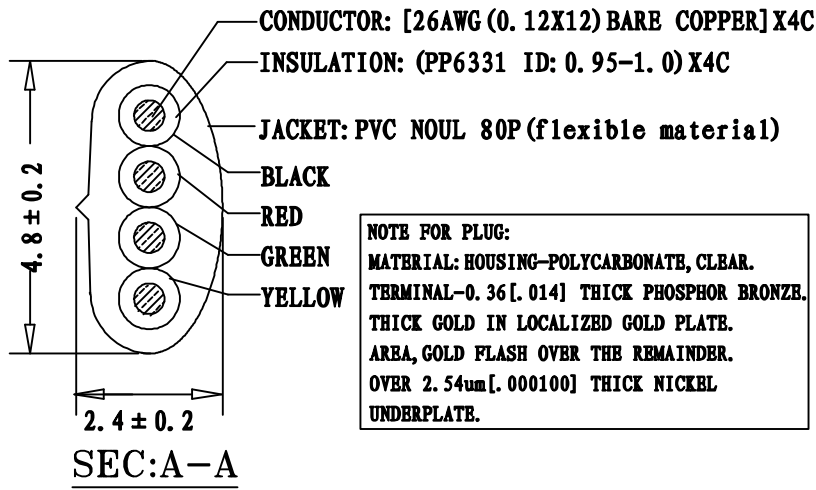 CONDUCTOR: [26AWG(0.12X12)BARE COPPER]X4C
INSULATION: (PP6331 ID:0.95-1.0)X4C
JACKET:PVC NOUL 80P(flexible material)
BLACK
RED
GREEN
YELLOW
4.8±0.2
2.4±0.2
SEC:A-A
NOTE FOR PLUG:
MATERIAL:HOUSING-POLYCARBONATE,CLEAR.
TERMINAL-0.36[.014] THICK PHOSPHOR BRONZE.
THICK GOLD IN LOCALIZED GOLD PLATE.
AREA,GOLD FLASH OVER THE REMAINDER.
OVER 2.54um[.000100] THICK NICKEL
UNDERPLATE.